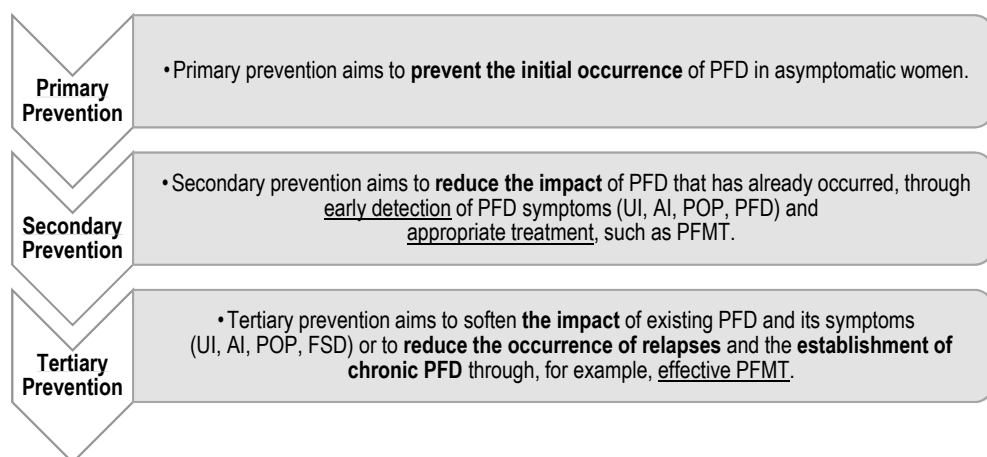 Primary
Prevention
•Primary prevention aims to prevent the initial occurrence of PFD in asymptomatic women.
Secondary
Prevention
•Secondary prevention aims to reduce the impact of PFD that has already occurred, through
early detection of PFD symptoms (UI, AI, POP, PFD) and
appropriate treatment, such as PFMT.
Tertiary
Prevention
•Tertiary prevention aims to soften the impact of existing PFD and its symptoms
(UI, AI, POP, FSD) or to reduce the occurrence of relapses and the establishment of
chronic PFD through, for example, effective PFMT.